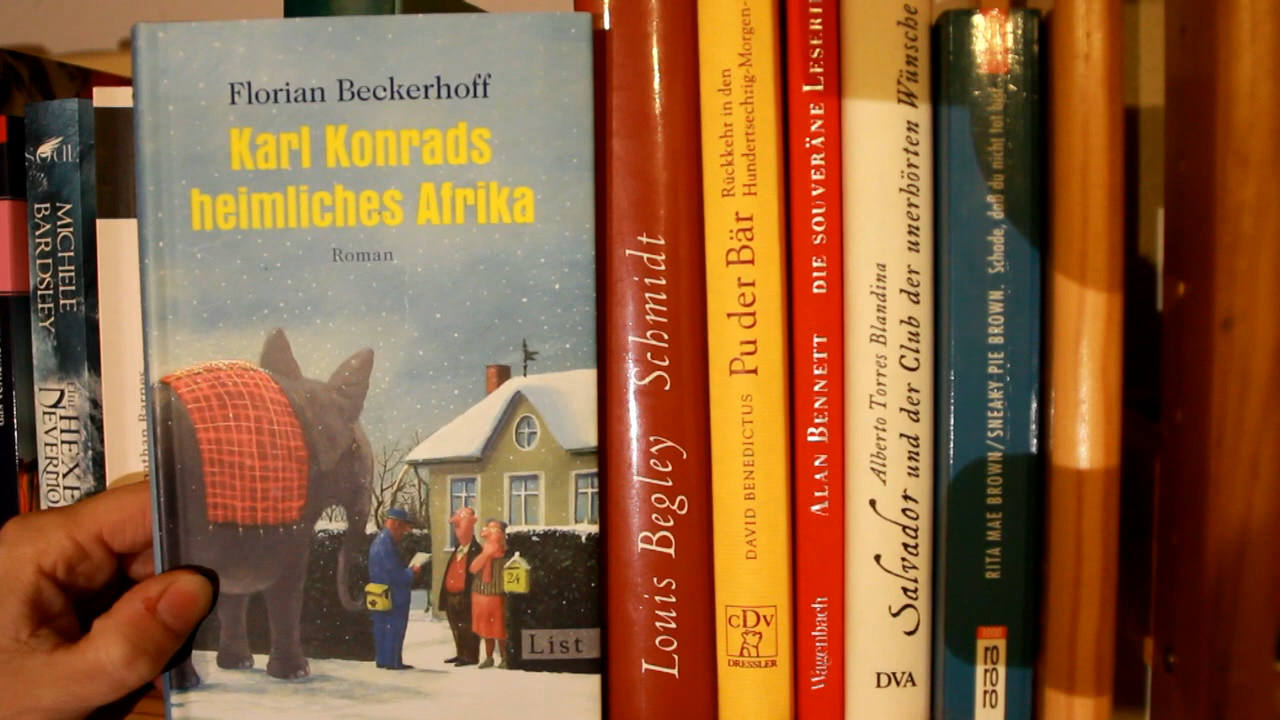 SOUL
MICHELE
BARDSLEY
Eine HEXE
Florian Beckerhoff
Karl Konrads
heimliches Afrika
Roman
24
List
Louis Begley Schmidt
DAVID BENEDICTUS Pu der Bär
Rückkehr in den
Hundertsechzig-Morgen-
CDV
DRESSLER
Wagenbach ALAN BENNETT DIE SOUVERÄNE
Alberto Torres Blandina
Salvador und der Club der unerhörten Wünsche
DVA
RITA MAE BROWN/SNEAKY PIE BROWN. Schade, daß du nicht tot bist.
rororo